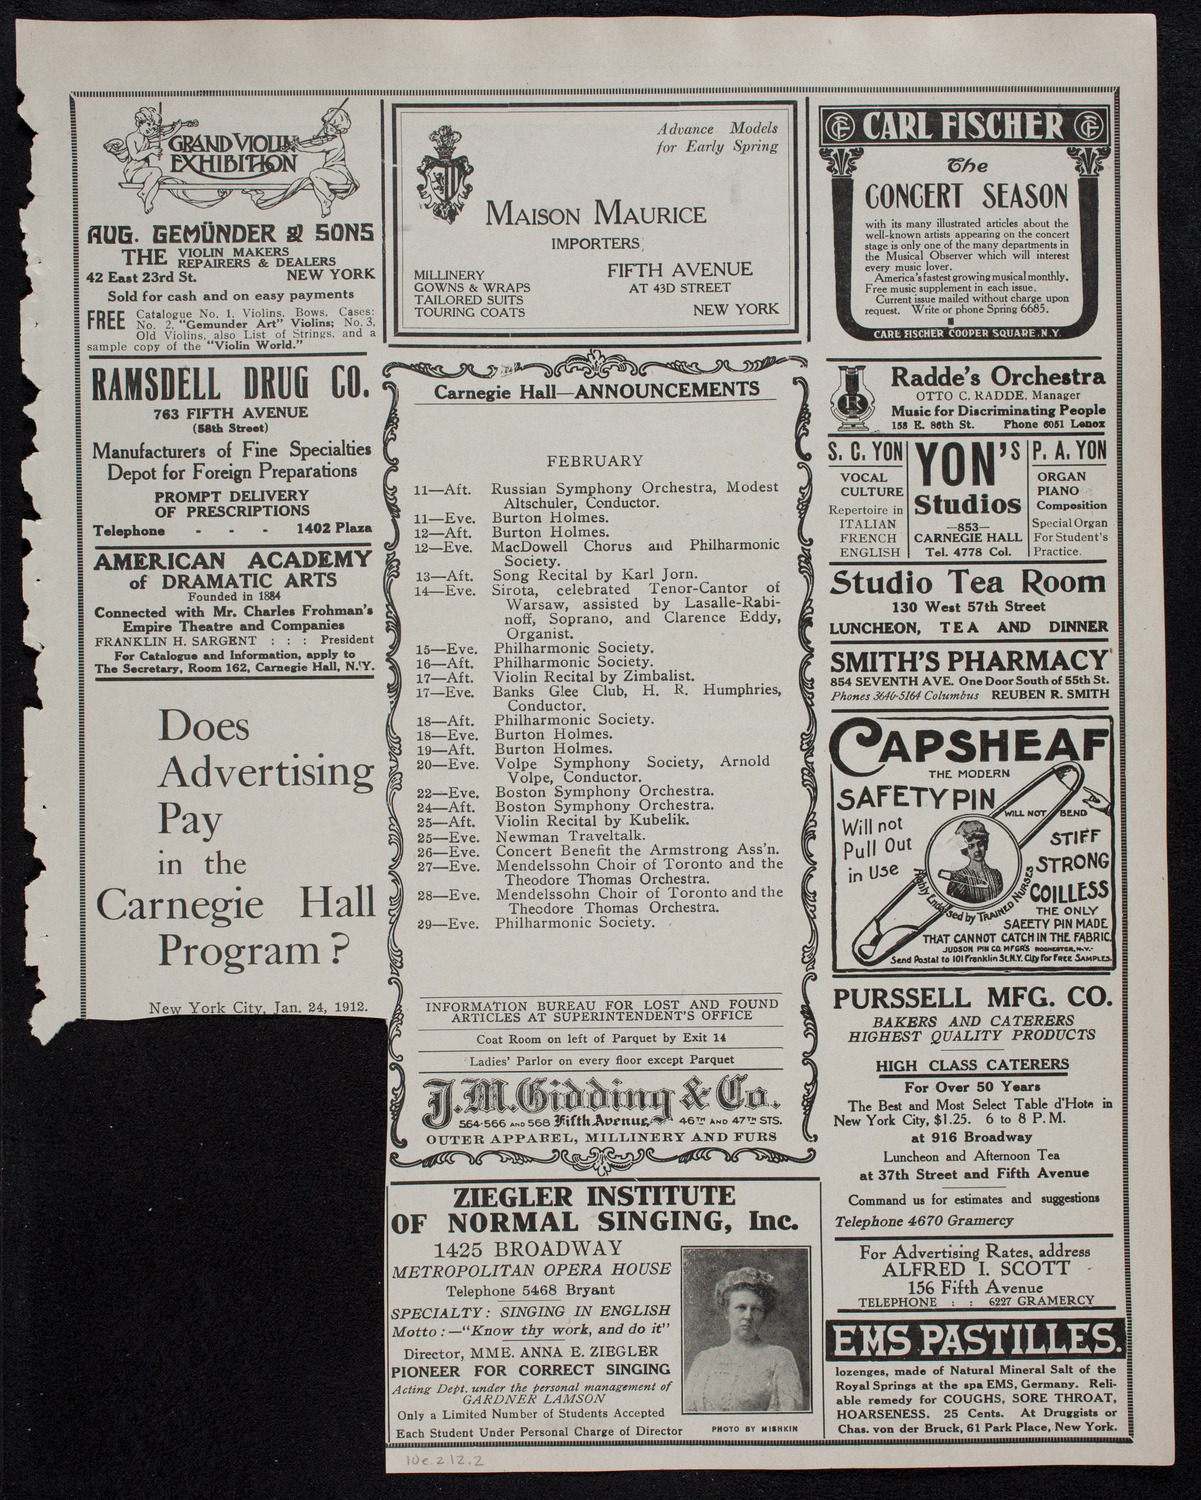 GRAND VIOLIN
EXHIBITION
AUG. GEMÜNDER & SONS
THE VIOLIN MAKERS
REPAIRERS & DEALERS
42 East 23rd St. NEW YORK
Sold for cash and on easy payments
FREE Catalogue No. 1, Violins, Bows, Cases:
No. 2, "Gemunder Art" Violins; No. 3,
Old Violins, also List of Strings, and a
sample copy of the "Violin World."
RAMSDELL DRUG CO.
763 FIFTH AVENUE
(58th Street)
Manufacturers of Fine Specialties
Depot for Foreign Preparations
PROMPT DELIVERY
OF PRESCRIPTIONS
Telephone - - - 1402 Plaza
AMERICAN ACADEMY
of DRAMATIC ARTS
Founded in 1884
Connected with Mr. Charles Frohman's
Empire Theatre and Companies
FRANKLIN H. SARGENT : : : President
For Catalogue and Information, apply to
The Secretary, Room 162, Carnegie Hall, N.Y.
Does
Advertising
Pay
in the
Carnegie Hall
Program?
New York City, Jan. 24, 1912.
Advance Models
for Early Spring
MAISON MAURICE
IMPORTERS
MILLINERY
GOWNS & WRAPS
TAILORED SUITS
TOURING COATS
FIFTH AVENUE
AT 43D STREET
NEW YORK
Carnegie Hall—ANNOUNCEMENTS
FEBRUARY
11—Aft. Russian Symphony Orchestra, Modest
Altschuler, Conductor.
11—Eve. Burton Holmes.
12—Aft. Burton Holmes.
12—Eve. MacDowell Chorus and Philharmonic
Society.
13—Aft. Song Recital by Karl Jorn.
14—Eve. Sirota, celebrated Tenor-Cantor of
Warsaw, assisted by Lasalle-Rabi-
noff, Soprano, and Clarence Eddy,
Organist.
15—Eve. Philharmonic Society.
16—Aft. Philharmonic Society.
17—Aft. Violin Recital by Zimbalist.
17—Eve. Banks Glee Club, H. R. Humphries,
Conductor.
18—Aft. Philharmonic Society.
18—Eve. Burton Holmes.
19—Aft. Burton Holmes.
20—Eve. Volpe Symphony Society, Arnold
Volpe, Conductor.
22—Eve. Boston Symphony Orchestra.
24—Aft. Boston Symphony Orchestra.
25—Aft. Violin Recital by Kubelik.
25—Eve. Newman Traveltalk.
26—Eve. Concert Benefit the Armstrong Ass'n.
27—Eve. Mendelssohn Choir of Toronto and the
Theodore Thomas Orchestra.
28—Eve. Mendelssohn Choir of Toronto and the
Theodore Thomas Orchestra.
29—Eve. Philharmonic Society.
INFORMATION BUREAU FOR LOST AND FOUND
ARTICLES AT SUPERINTENDENT'S OFFICE
Coat Room on left of Parquet by Exit 14
Ladies' Parlor on every floor except Parquet
J.M. Gidding & Co.
564-566 AND 568 Fifth Avenue, 46TH AND 47TH STS.
OUTER APPAREL, MILLINERY AND FURS
ZIEGLER INSTITUTE
OF NORMAL SINGING, Inc.
1425 BROADWAY
METROPOLITAN OPERA HOUSE
Telephone 5468 Bryant
SPECIALTY: SINGING IN ENGLISH
Motto:—"Know thy work, and do it"
Director, MME. ANNA E. ZIEGLER
PIONEER FOR CORRECT SINGING
Acting Dept. under the personal management of
GARDNER LAMSON
Only a Limited Number of Students Accepted
Each Student Under Personal Charge of Director
PHOTO BY MISHKIN
10e.2 12.2
CF CARL FISCHER CF
The
CONCERT SEASON
with its many illustrated articles about the
well-known artists appearing on the concert
stage is only one of the many departments in
the Musical Observer which will interest
every music lover.
America's fastest growing musical monthly.
Free music supplement in each issue.
Current issue mailed without charge upon
request. Write or phone Spring 6685.
CARL FISCHER COOPER SQUARE. N.Y.
R
Radde's Orchestra
OTTO C. RADDE, Manager
Music for Discriminating People
158 E. 86th St. Phone 6051 Lenox
S. C. YON
VOCAL
CULTURE
Repertoire in
ITALIAN
FRENCH
ENGLISH
YON'S
Studios
—853—
CARNEGIE HALL
Tel. 4778 Col.
P. A. YON
ORGAN
PIANO
Composition
Special Organ
For Student's
Practice.
Studio Tea Room
130 West 57th Street
LUNCHEON, TEA AND DINNER
SMITH'S PHARMACY
854 SEVENTH AVE. One Door South of 55th St.
Phones 3640-5164 Columbus REUBEN R. SMITH
CAPSHEAF
THE MODERN
SAFETY PIN
WILL NOT BEND
Will not
Pull Out
in Use
STIFF
STRONG
COILLESS
Highly Endorsed by TRAINED NURSES
THE ONLY
SAFETY PIN MADE
THAT CANNOT CATCH IN THE FABRIC.
JUDSON PIN CO. MFGRS ROCHESTER, N.Y.
Send Postal to 101 Franklin St. N.Y. City for FREE SAMPLES.
PURSSELL MFG. CO.
BAKERS AND CATERERS
HIGHEST QUALITY PRODUCTS
HIGH CLASS CATERERS
For Over 50 Years
The Best and Most Select Table d'Hote in
New York City, $1.25. 6 to 8 P.M.
at 916 Broadway
Luncheon and Afternoon Tea
at 37th Street and Fifth Avenue
Command us for estimates and suggestions
Telephone 4670 Gramercy
For Advertising Rates, address
ALFRED I. SCOTT
156 Fifth Avenue
TELEPHONE : : 6227 GRAMERCY
EMS PASTILLES.
lozenges, made of Natural Mineral Salt of the
Royal Springs at the spa EMS, Germany. Reli-
able remedy for COUGHS, SORE THROAT,
HOARSENESS. 25 Cents. At Druggists or
Chas. von der Bruck, 61 Park Place, New York.